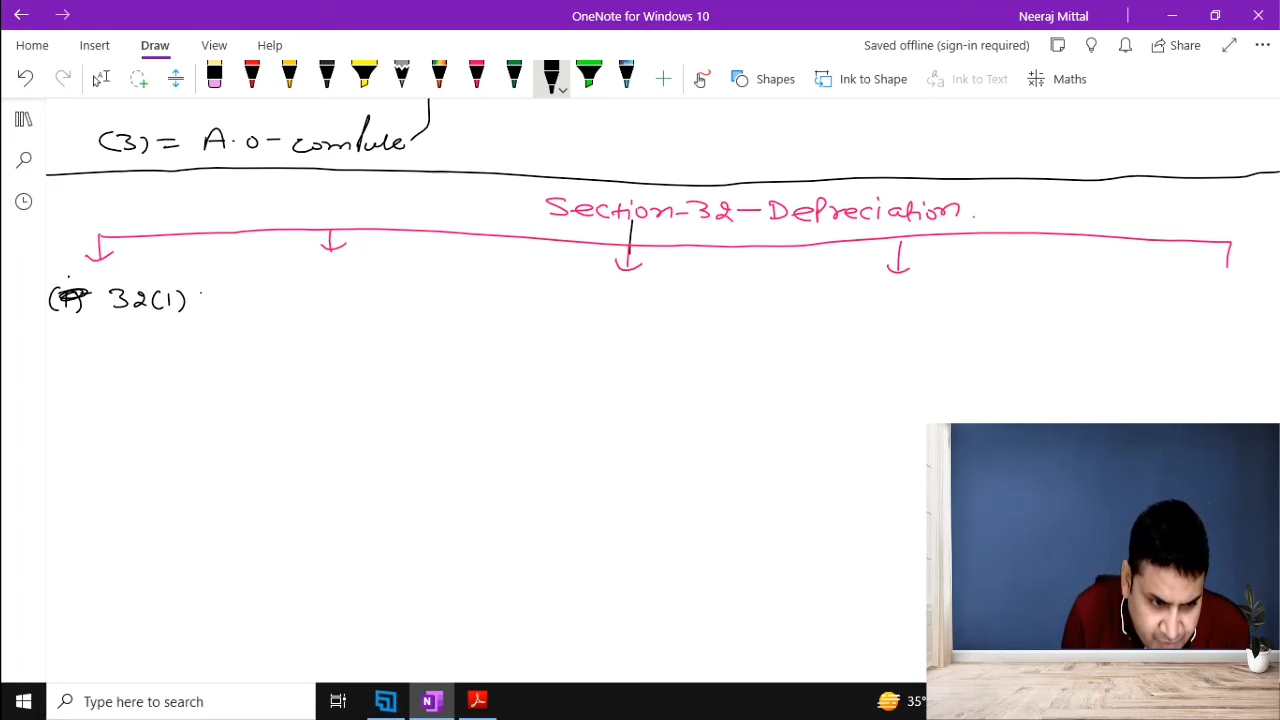 OneNote for Windows 10
Neeraj Mittal
Home Insert Draw View Help
Saved offline (sign-in required)
Share
Shapes
Ink to Shape
Ink to Text
Maths
(3) = A.O - compute
Section-32 - Depreciation.
32(1)
Type here to search
35°